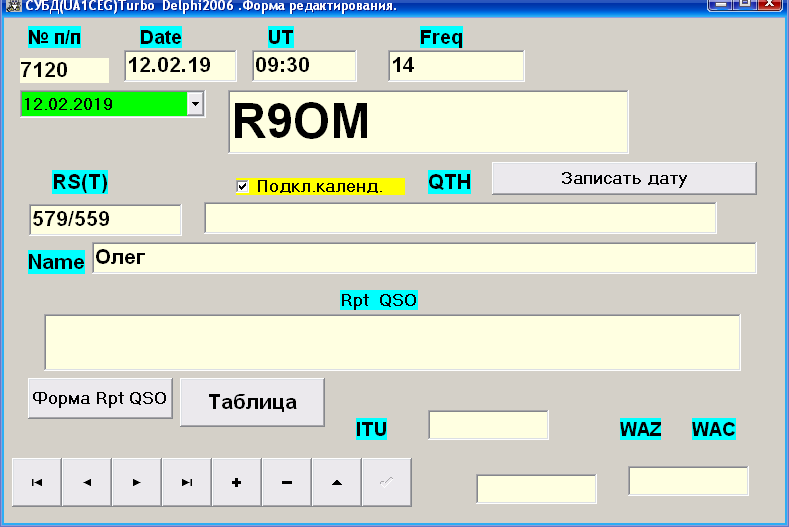 СУБД(UA1CEG)Turbo Delphi2006 .Форма редактирования.
№ п/п Date UT Freq
7120 12.02.19 09:30 14
12.02.2019
R9OM
RS(T) Подкл.календ. QTH Записать дату
579/559
Name Олег
Rpt QSO
Форма Rpt QSO Таблица
ITU WAZ WAC